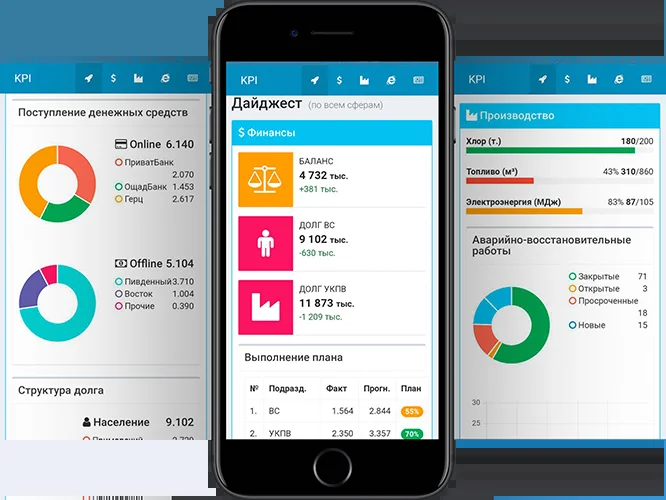 KPI
Поступление денежных средств
Online 6.140
ПриватБанк
2.070
ОщадБанк 1.453
Герц 2.617
Offline 5.104
Пивденный 3.710
Восток 1.004
Прочие 0.390
Структура долга
Население 9.102
KPI
$
Дайджест (по всем сферам)
$ Финансы
БАЛАНС
4 732 тыс.
+381 тыс.
ДОЛГ ВС
9 102 тыс.
-630 тыс.
ДОЛГ УКПВ
11 873 тыс.
-1 209 тыс.
Выполнение плана
№ Подразд. Факт Прогн. План
1. ВС 1.564 2.844 55%
2. УКПВ 2.350 3.357 70%
KPI
$
Производство
Хлор (т.) 180/200
Топливо (м³) 43% 310/860
Электроэнергия (МДж) 83% 87/105
Аварийно-восстановительные
работы
Закрытые 71
Открытые 3
Просроченные
18
Новые 15
30
25